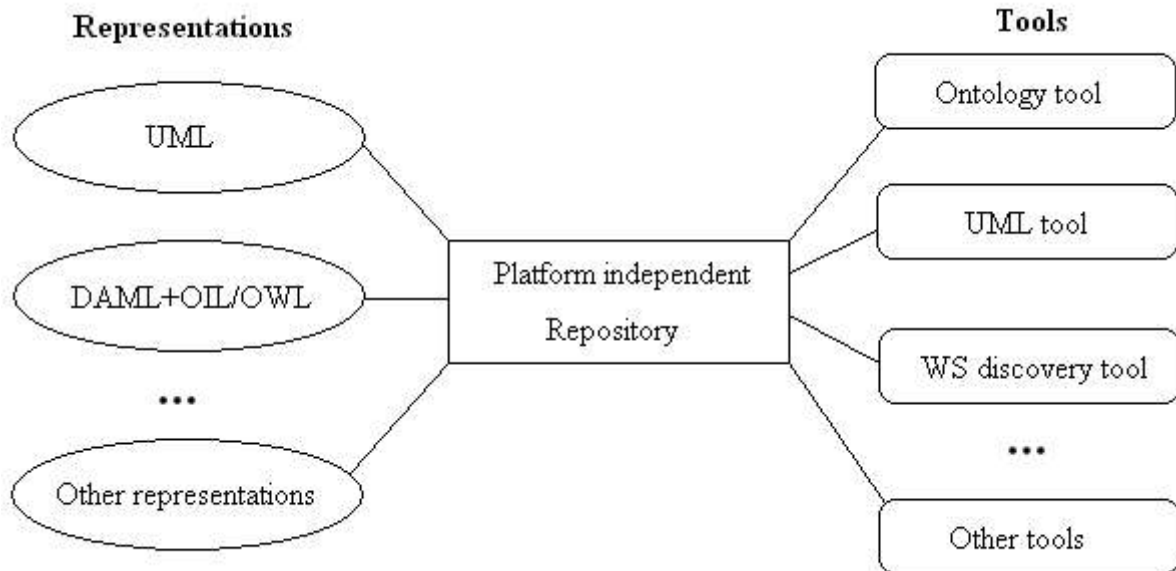 Representations
UML
DAML+OIL/OWL
...
Other representations
Platform independent
Repository
Tools
Ontology tool
UML tool
WS discovery tool
...
Other tools